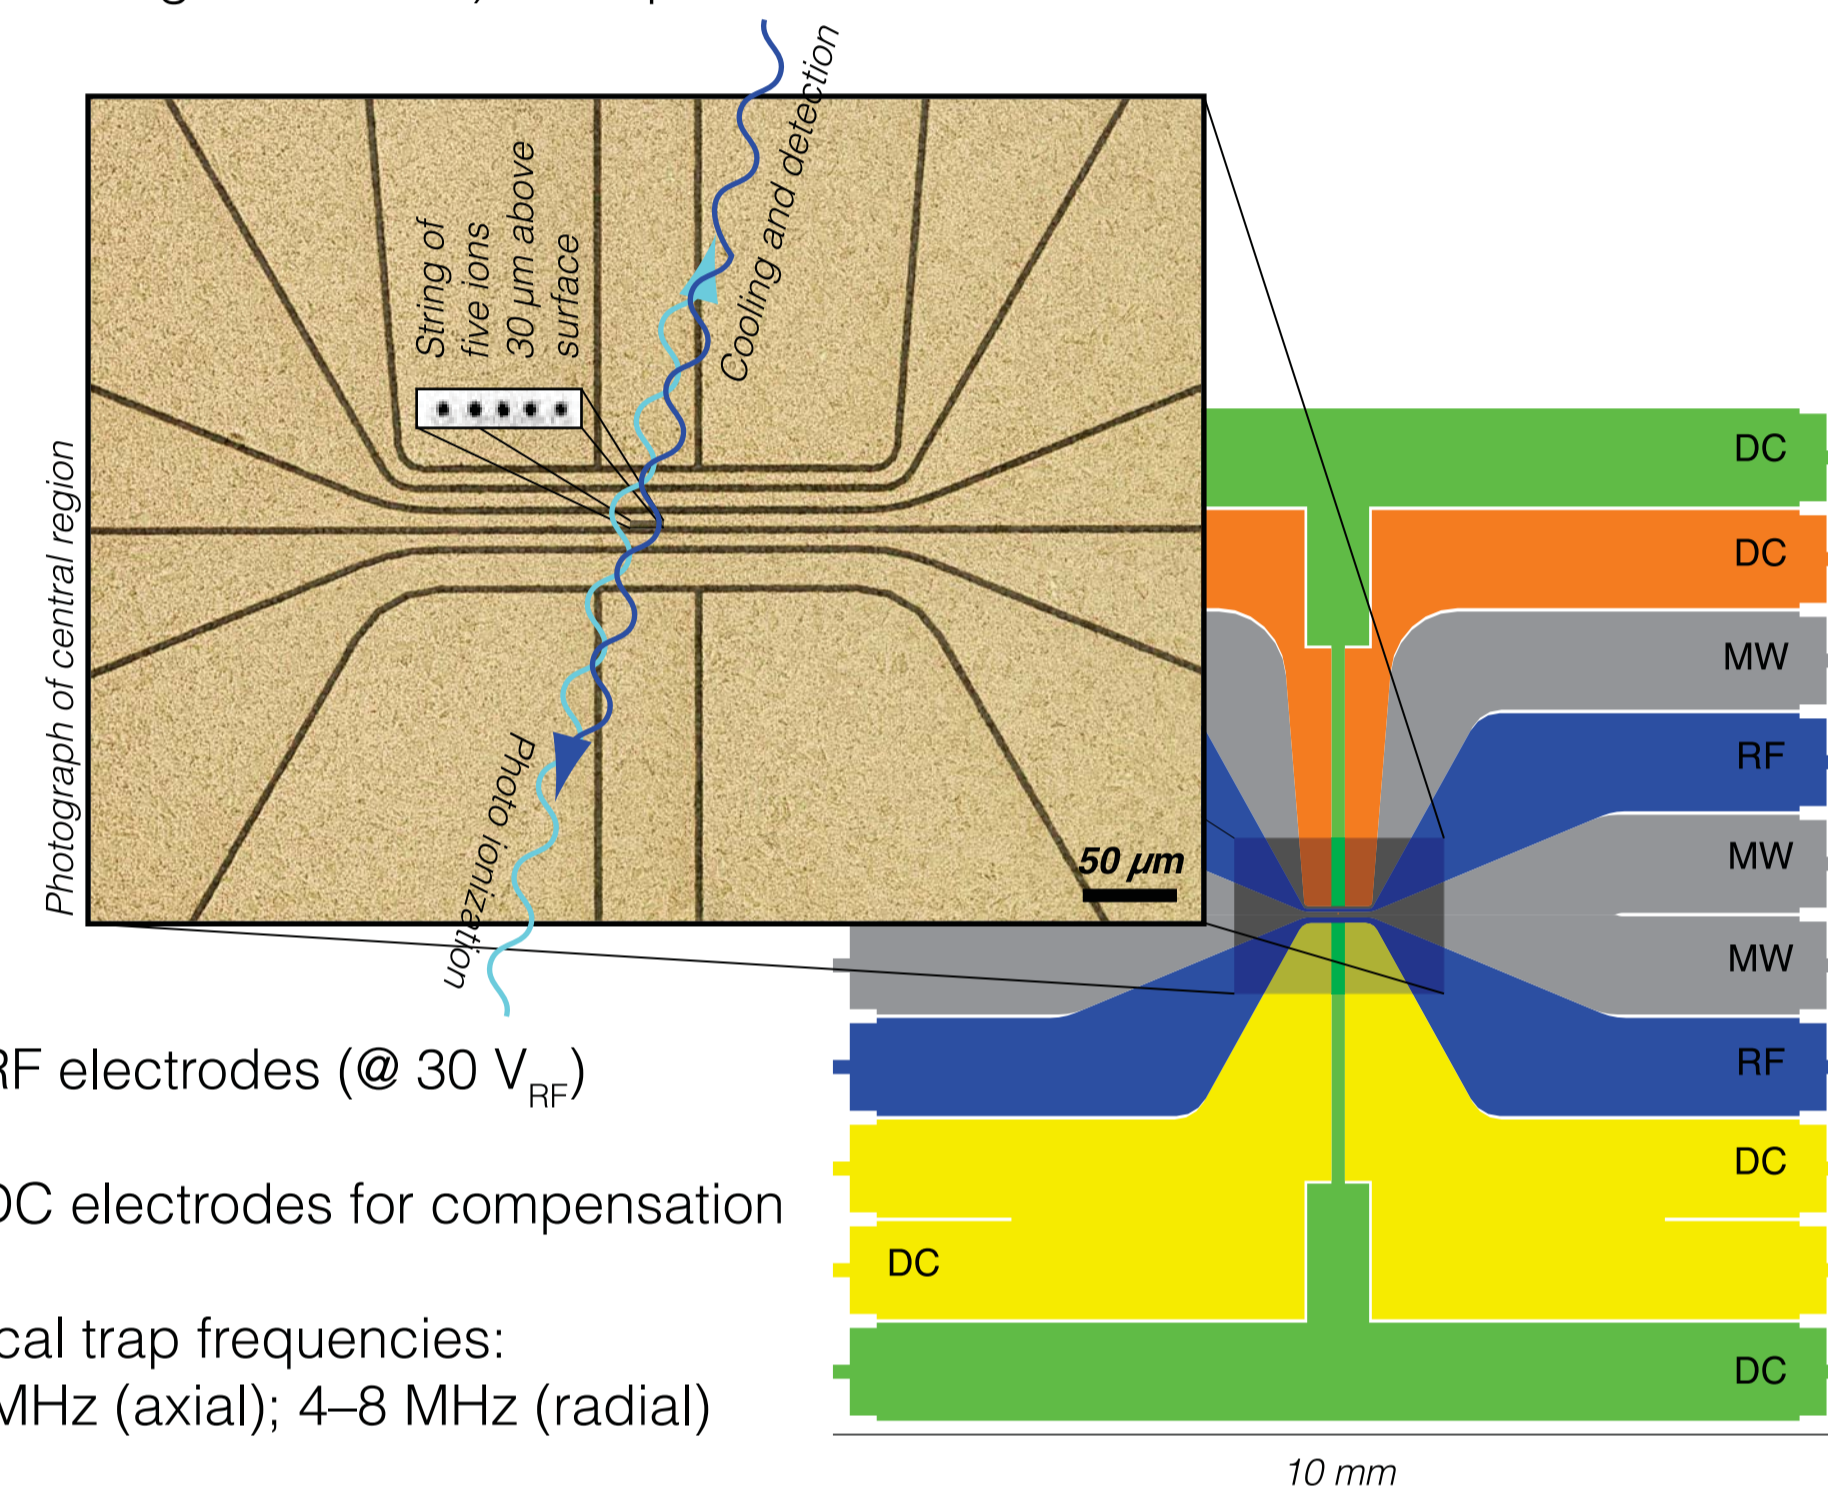 Cooling and detection
String of
five ions
30 µm above
surface
Photograph of central region
Photo ionization
50 µm
DC
DC
MW
RF
MW
MW
RF
DC
DC
DC
10 mm
RF electrodes (@ 30 VRF)
DC electrodes for compensation
cal trap frequencies:
MHz (axial); 4–8 MHz (radial)